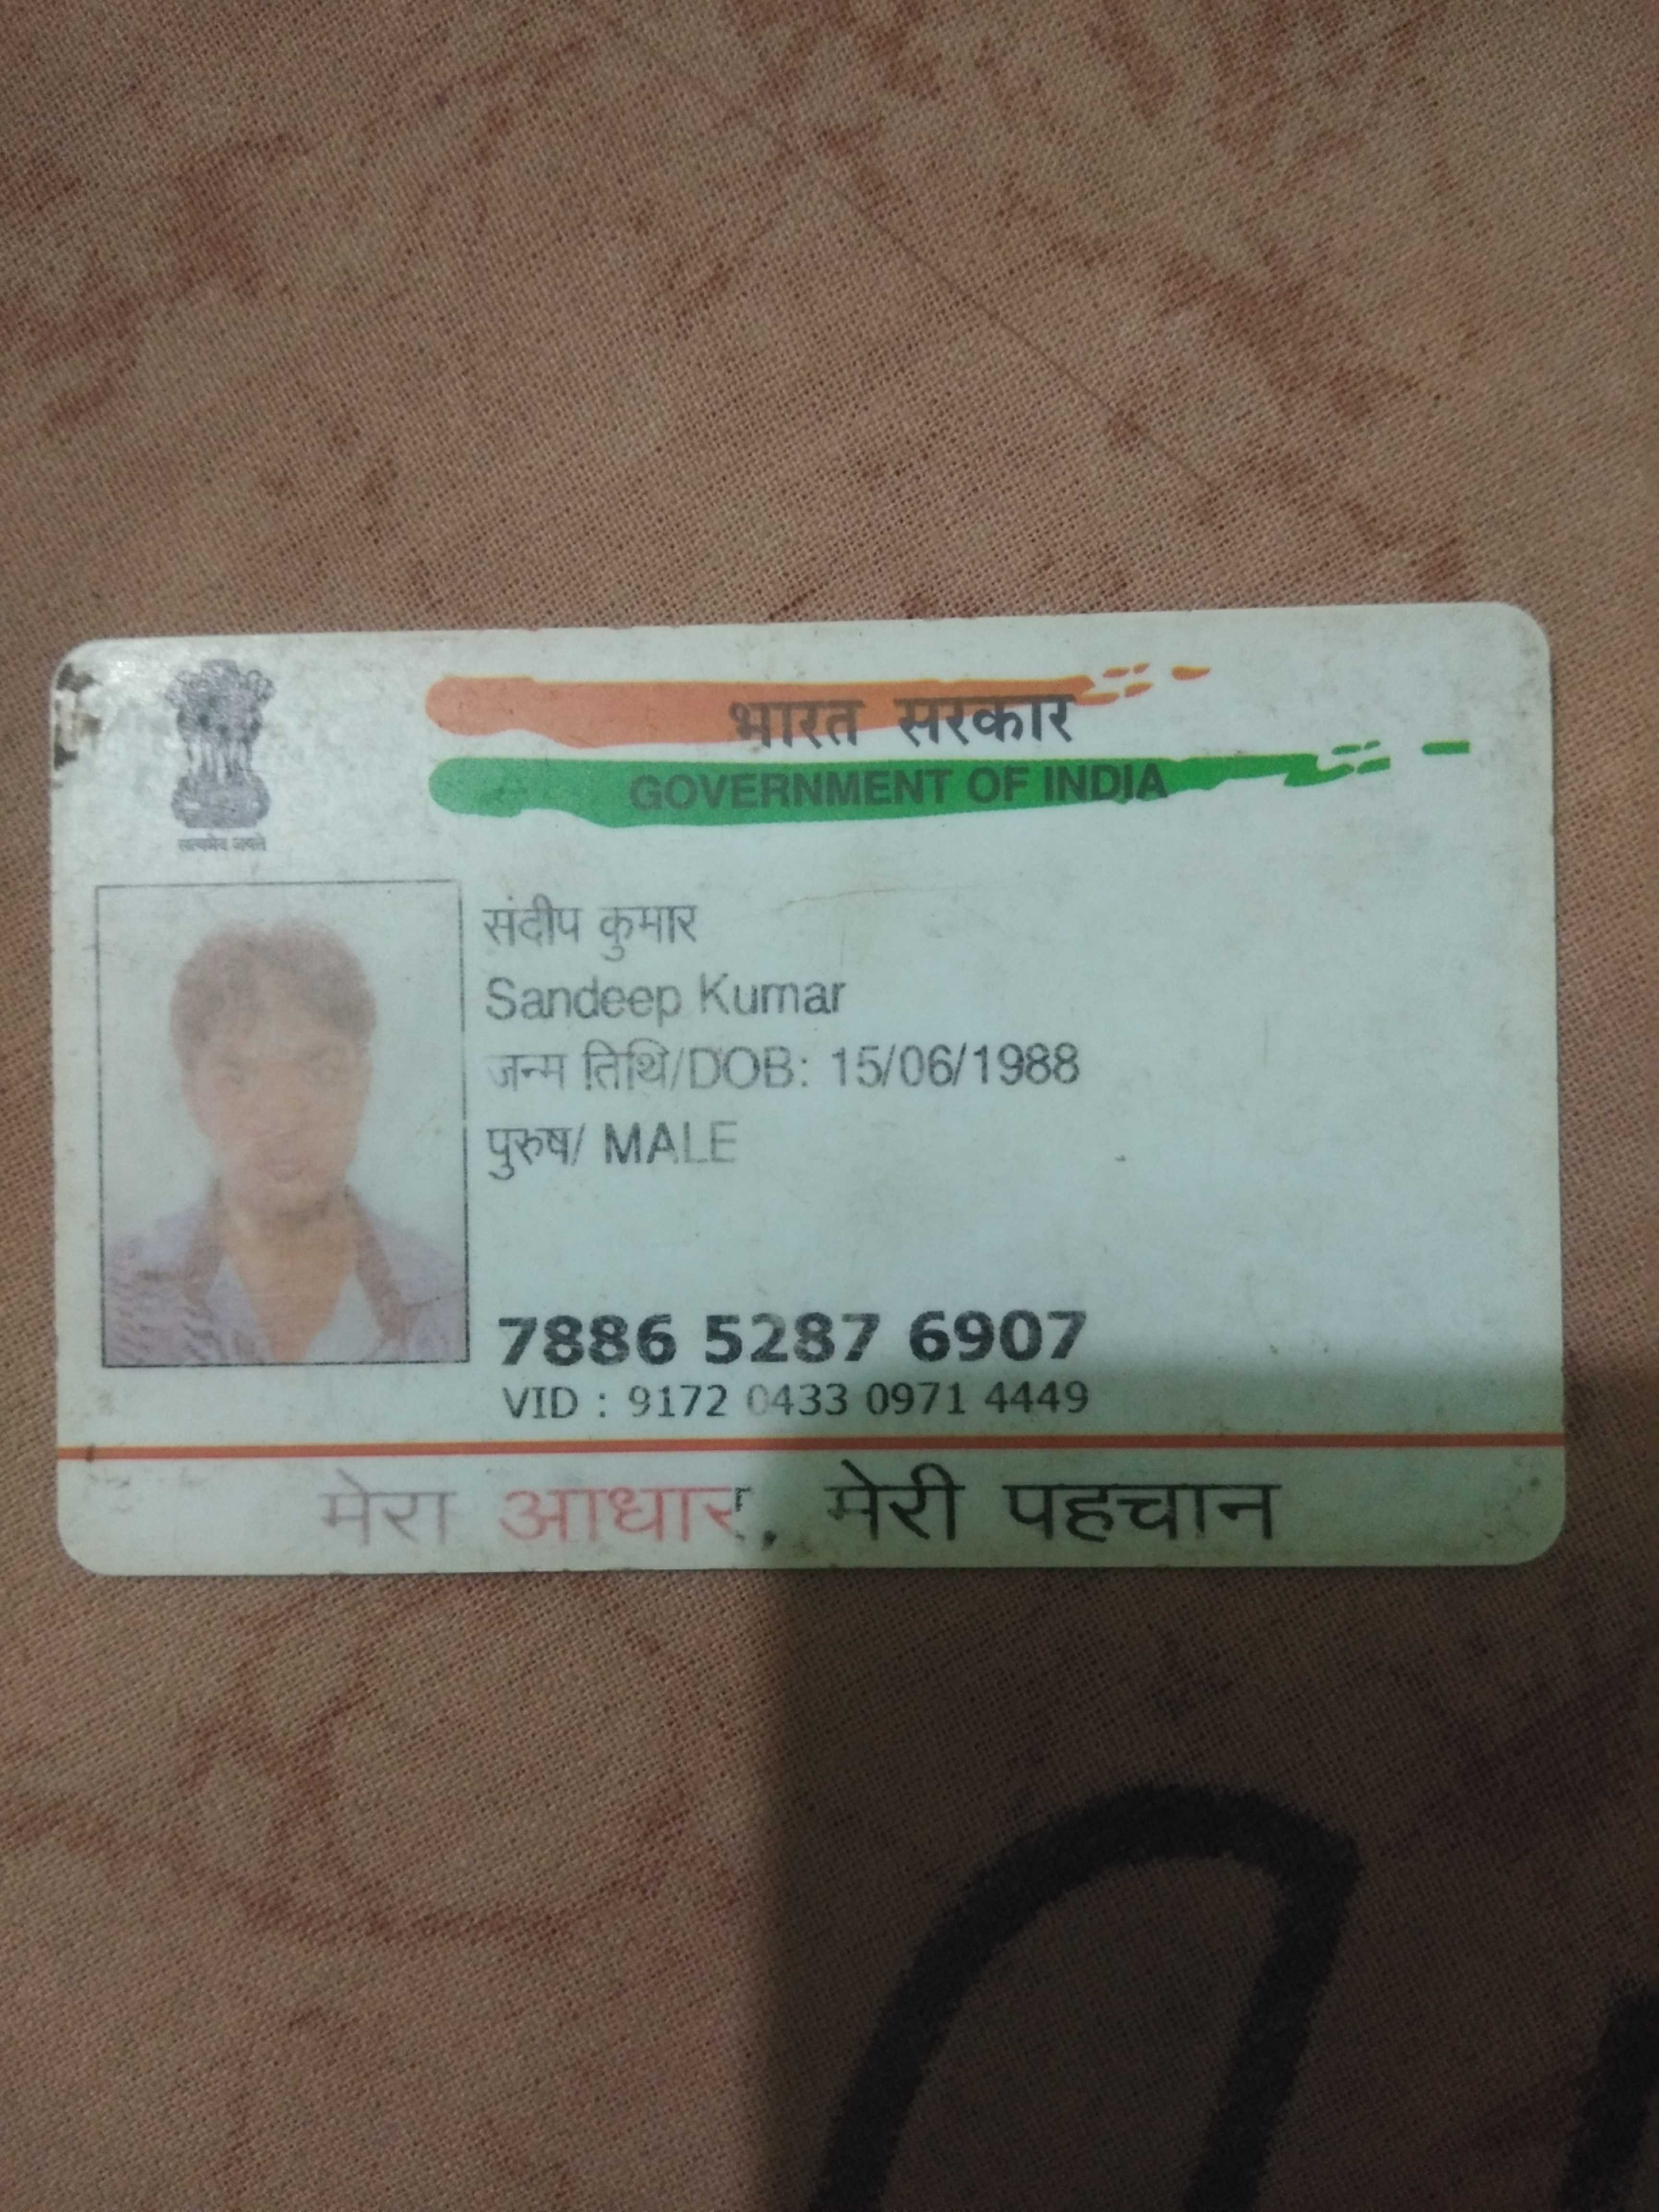 सत्यमेव जयते
भारत सरकार
GOVERNMENT OF INDIA
संदीप कुमार
Sandeep Kumar
जन्म तिथि/DOB: 15/06/1988
पुरुष/ MALE
7886 5287 6907
VID : 9172 0433 0971 4449
मेरा आधार, मेरी पहचान